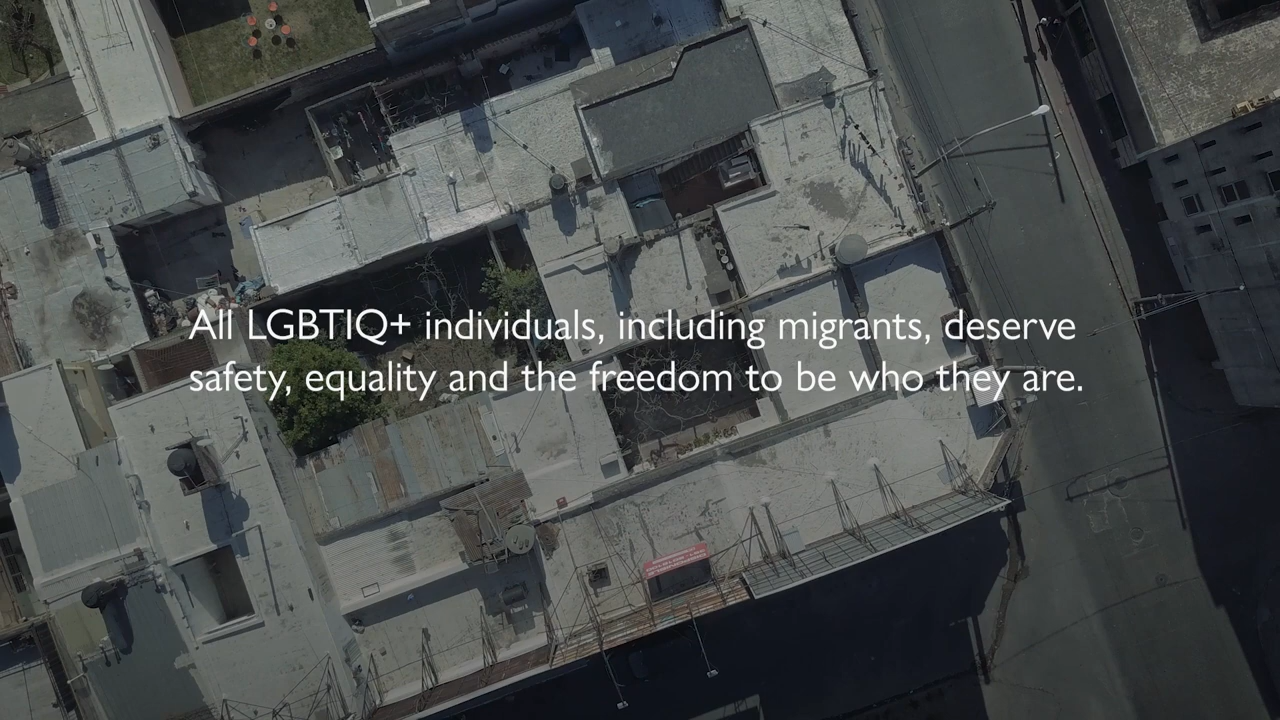 All LGBTIQ+ individuals, including migrants, deserve
safety, equality and the freedom to be who they are.